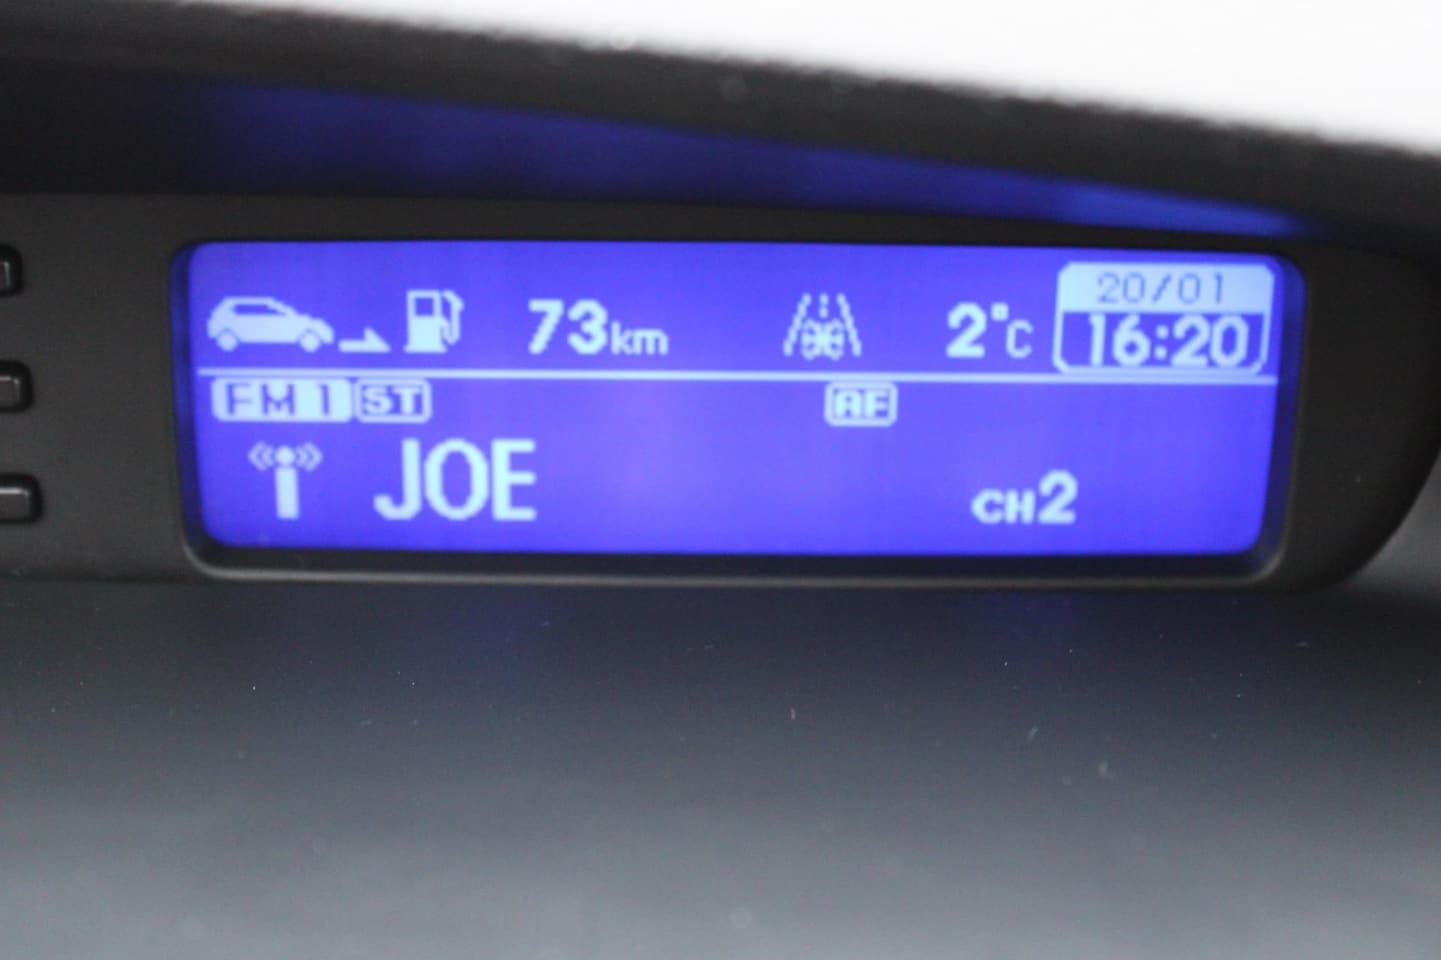 73km 2°C 20/01
16:20
FM1 ST AF
i JOE CH2